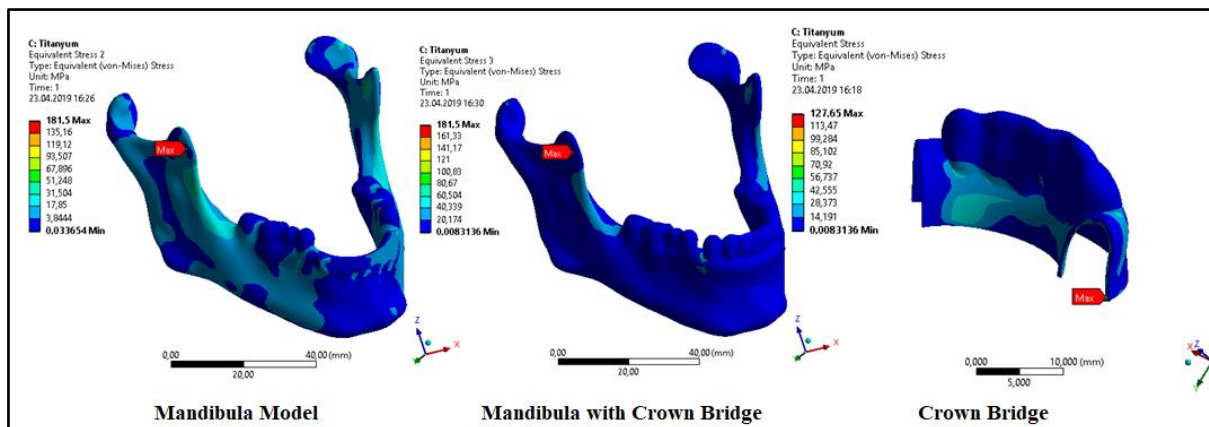 C: Titanyum
Equivalent Stress 2
Type: Equivalent (von-Mises) Stress
Unit: MPa
Time: 1
23.04.2019 16:26
181,5 Max
135,16
119,12
93,507
67,896
51,248
31,504
17,85
3,8444
0,033654 Min
Max
0,00
40,00 (mm)
20,00
Z
X
Y
Mandibula Model
C: Titanyum
Equivalent Stress 3
Type: Equivalent (von-Mises) Stress
Unit: MPa
Time: 1
23.04.2019 16:30
181,5 Max
161,33
141,17
121
100,83
80,67
60,504
40,339
20,174
0,0083136 Min
Max
0,00
40,00 (mm)
20,00
Z
X
Y
Mandibula with Crown Bridge
C: Titanyum
Equivalent Stress
Type: Equivalent (von-Mises) Stress
Unit: MPa
Time: 1
23.04.2019 16:18
127,65 Max
113,47
99,284
85,102
70,92
56,737
42,555
28,373
14,191
0,0083136 Min
Max
0,000
10,000 (mm)
5,000
X
Z
Y
Crown Bridge